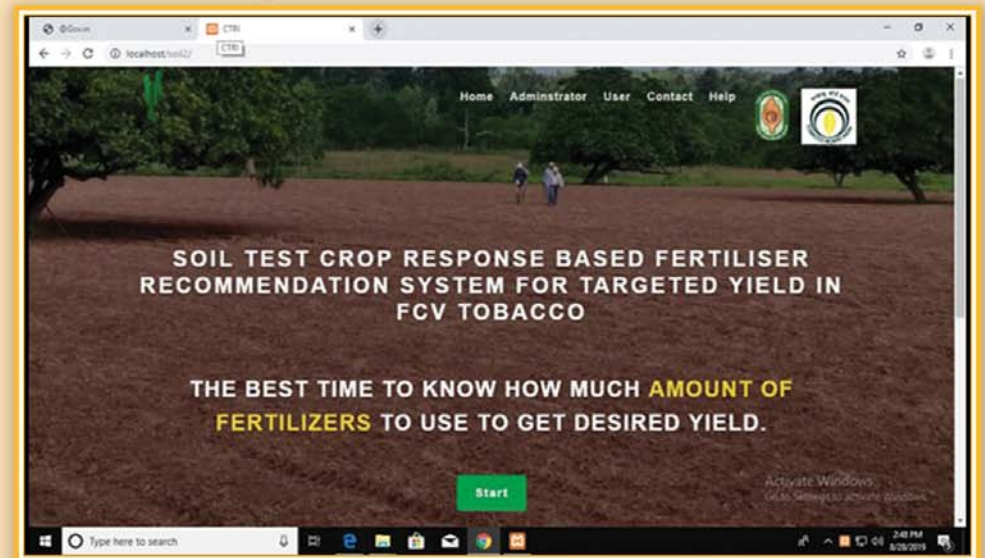 CTRI
localhost/soil2/
CTRI
Home Adminstrator User Contact Help
SOIL TEST CROP RESPONSE BASED FERTILISER
RECOMMENDATION SYSTEM FOR TARGETED YIELD IN
FCV TOBACCO
THE BEST TIME TO KNOW HOW MUCH AMOUNT OF
FERTILIZERS TO USE TO GET DESIRED YIELD.
Start
Activate Windows
Go to Settings to activate Windows.
Type here to search
2:48 PM
8/28/2019